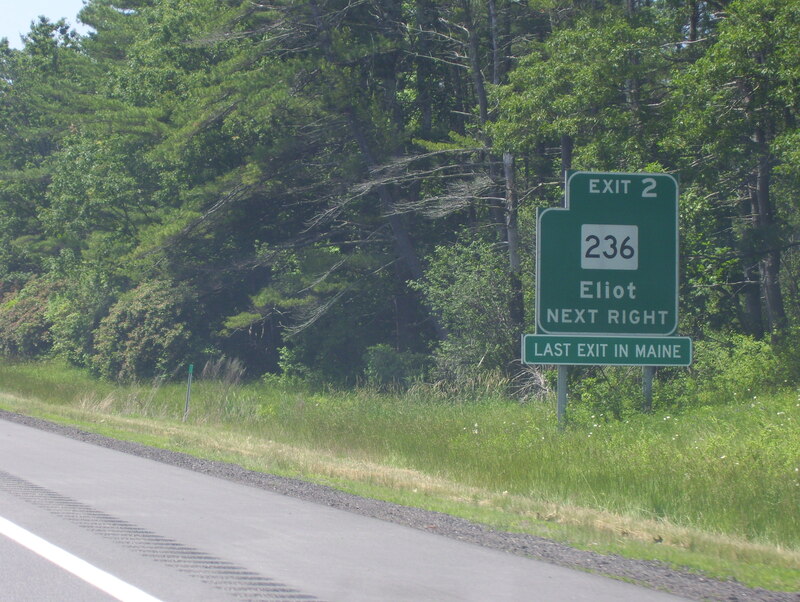 EXIT 2
236
Eliot
NEXT RIGHT
LAST EXIT IN MAINE